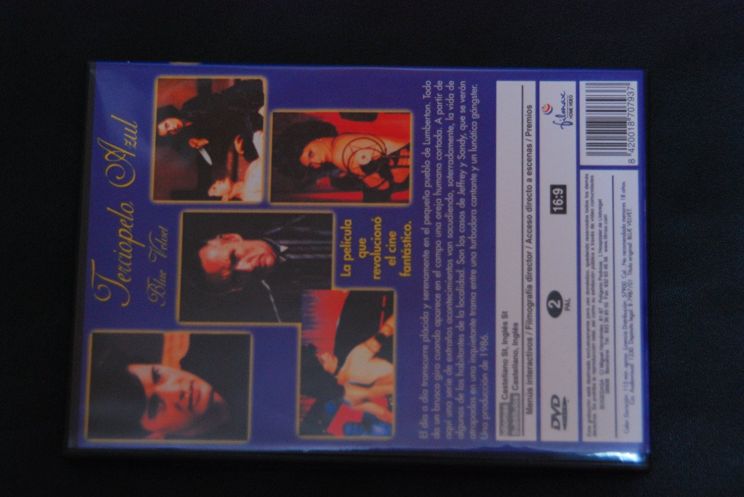 Terciopelo Azul
Blue Velvet
La película
que
revolucionó
el cine
fantástico.
El día a día transcurre plácida y serenamente en el pequeño pueblo de Lumberton. Todo
da un brusco giro cuando aparece en el campo una oreja humana cortada. A partir de
aquí una serie de extraños acontecimientos van sacudiendo, soterradamente, la vida de
algunos de los habitantes de la localidad. Son los casos de Jeffrey y Sandy, que se verán
atrapados en una inquietante trama entre una turbadora cantante y un lunático gángster.
Una producción de 1986.
Castellano St, Inglés St
Castellano, Inglés
Menús interactivos / Filmografía director / Acceso directo a escenas / Premios
DVD
VIDEO
2
PAL
16:9
filmax
HOME VIDEO
8 420018 707937